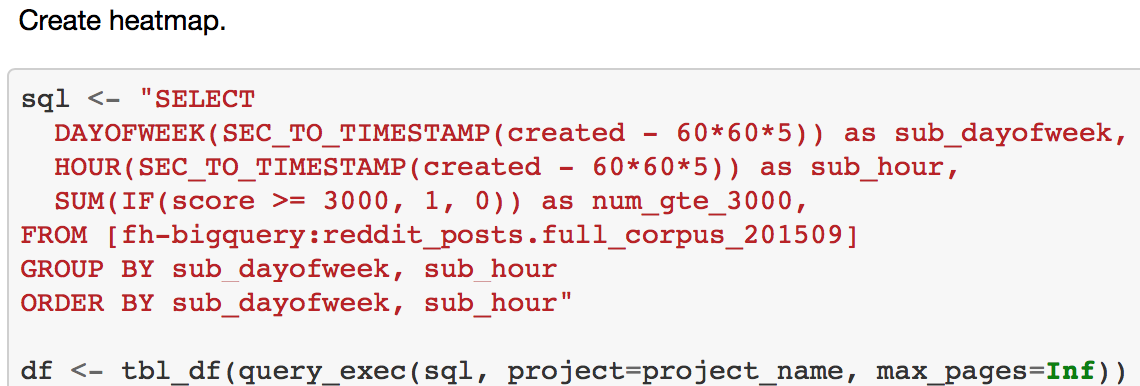 Create heatmap.
sql <- "SELECT
  DAYOFWEEK(SEC_TO_TIMESTAMP(created - 60*60*5)) as sub_dayofweek,
  HOUR(SEC_TO_TIMESTAMP(created - 60*60*5)) as sub_hour,
  SUM(IF(score >= 3000, 1, 0)) as num_gte_3000,
FROM [fh-bigquery:reddit_posts.full_corpus_201509]
GROUP BY sub_dayofweek, sub_hour
ORDER BY sub_dayofweek, sub_hour"
df <- tbl_df(query_exec(sql, project=project_name, max_pages=Inf))